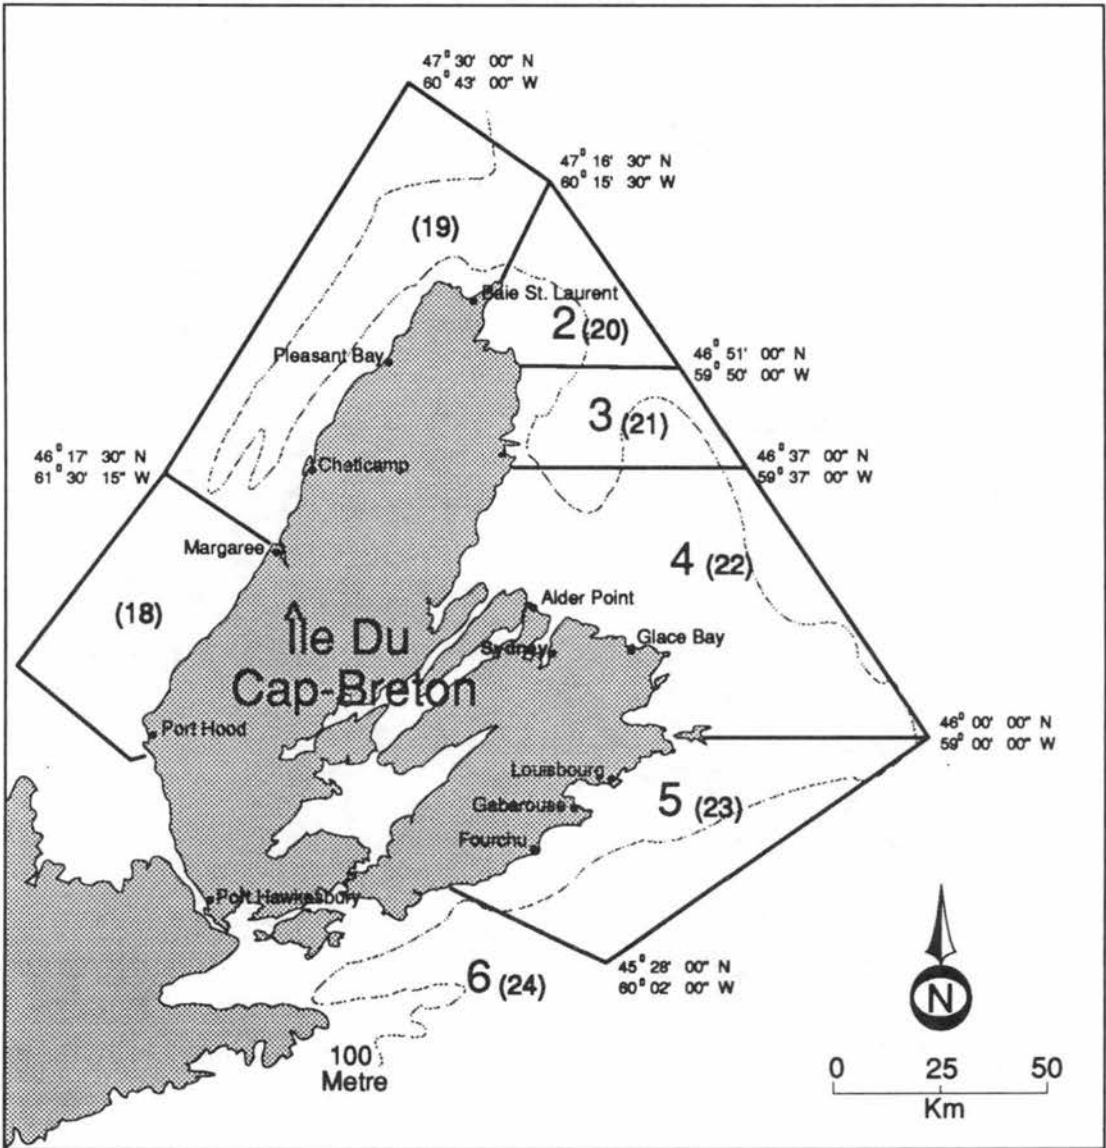 47° 30' 00" N
60° 43' 00" W
47° 16' 30" N
60° 15' 30" W
(19)
Baie St. Laurent
2 (20)
Pleasant Bay
46° 51' 00" N
59° 50' 00" W
3 (21)
46° 17' 30" N
61° 30' 15" W
Cheticamp
46° 37' 00" N
59° 37' 00" W
Margaree
4 (22)
(18)
Alder Point
Île Du
Cap-Breton
Sydney
Glace Bay
Port Hood
46° 00' 00" N
59° 00' 00" W
Louisbourg
5 (23)
Gabarouse
Fourchu
Port Hawkesbury
6 (24)
45° 28' 00" N
60° 02' 00" W
N
100
Metre
0 25 50
Km